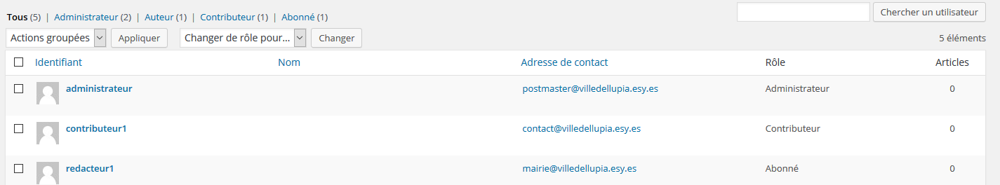 Tous (5) | Administrateur (2) | Auteur (1) | Contributeur (1) | Abonné (1)
Chercher un utilisateur
Actions groupées Appliquer Changer de rôle pour... Changer 5 éléments
Identifiant Nom Adresse de contact Rôle Articles
administrateur postmaster@villedellupia.esy.es Administrateur 0
contributeur1 contact@villedellupia.esy.es Contributeur 0
redacteur1 mairie@villedellupia.esy.es Abonné 0